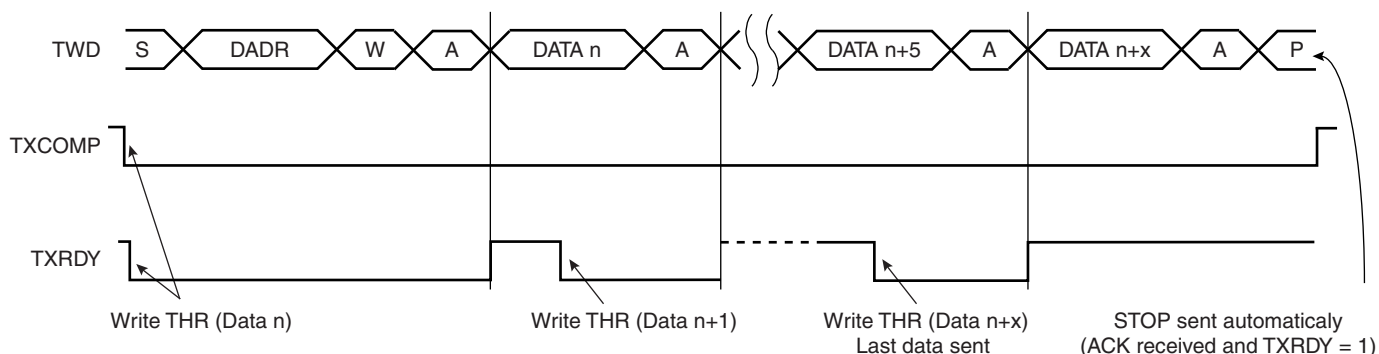 TWD S DADR W A DATA n A DATA n+5 A DATA n+x A P
TXCOMP
TXRDY
Write THR (Data n)
Write THR (Data n+1)
Write THR (Data n+x)
Last data sent
STOP sent automaticaly
(ACK received and TXRDY = 1)